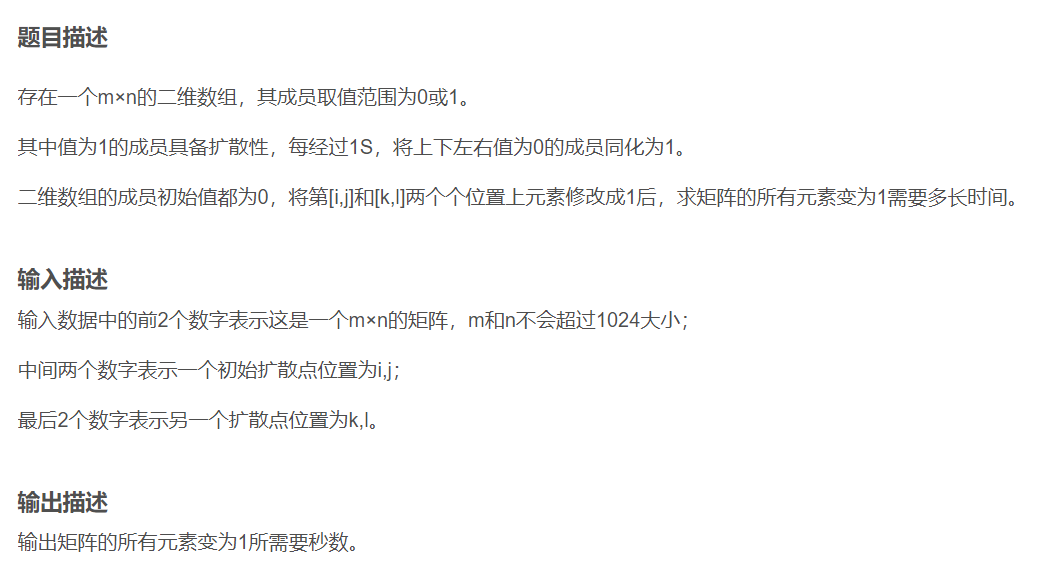 题目描述
存在一个m×n的二维数组，其成员取值范围为0或1。
其中值为1的成员具备扩散性，每经过1S，将上下左右值为0的成员同化为1。
二维数组的成员初始值都为0，将第[i,j]和[k,l]两个个位置上元素修改成1后，求矩阵的所有元素变为1需要多长时间。
输入描述
输入数据中的前2个数字表示这是一个m×n的矩阵，m和n不会超过1024大小；
中间两个数字表示一个初始扩散点位置为i,j；
最后2个数字表示另一个扩散点位置为k,l。
输出描述
输出矩阵的所有元素变为1所需要秒数。